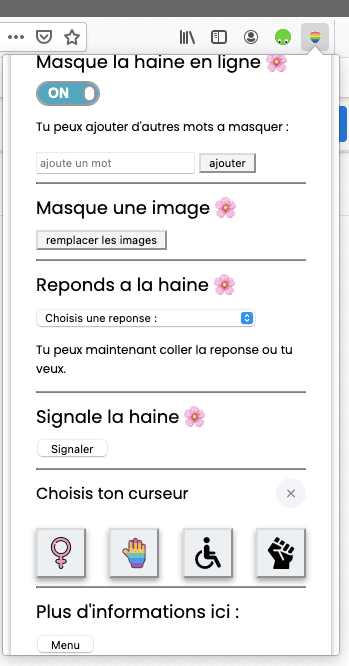 Masque la haine en ligne 🌸
ON
Tu peux ajouter d'autres mots a masquer :
ajoute un mot ajouter
Masque une image 🌸
remplacer les images
Reponds a la haine 🌸
Choisis une reponse :
Tu peux maintenant coller la reponse ou tu
veux.
Signale la haine 🌸
Signaler
Choisis ton curseur
Plus d'informations ici :
Menu